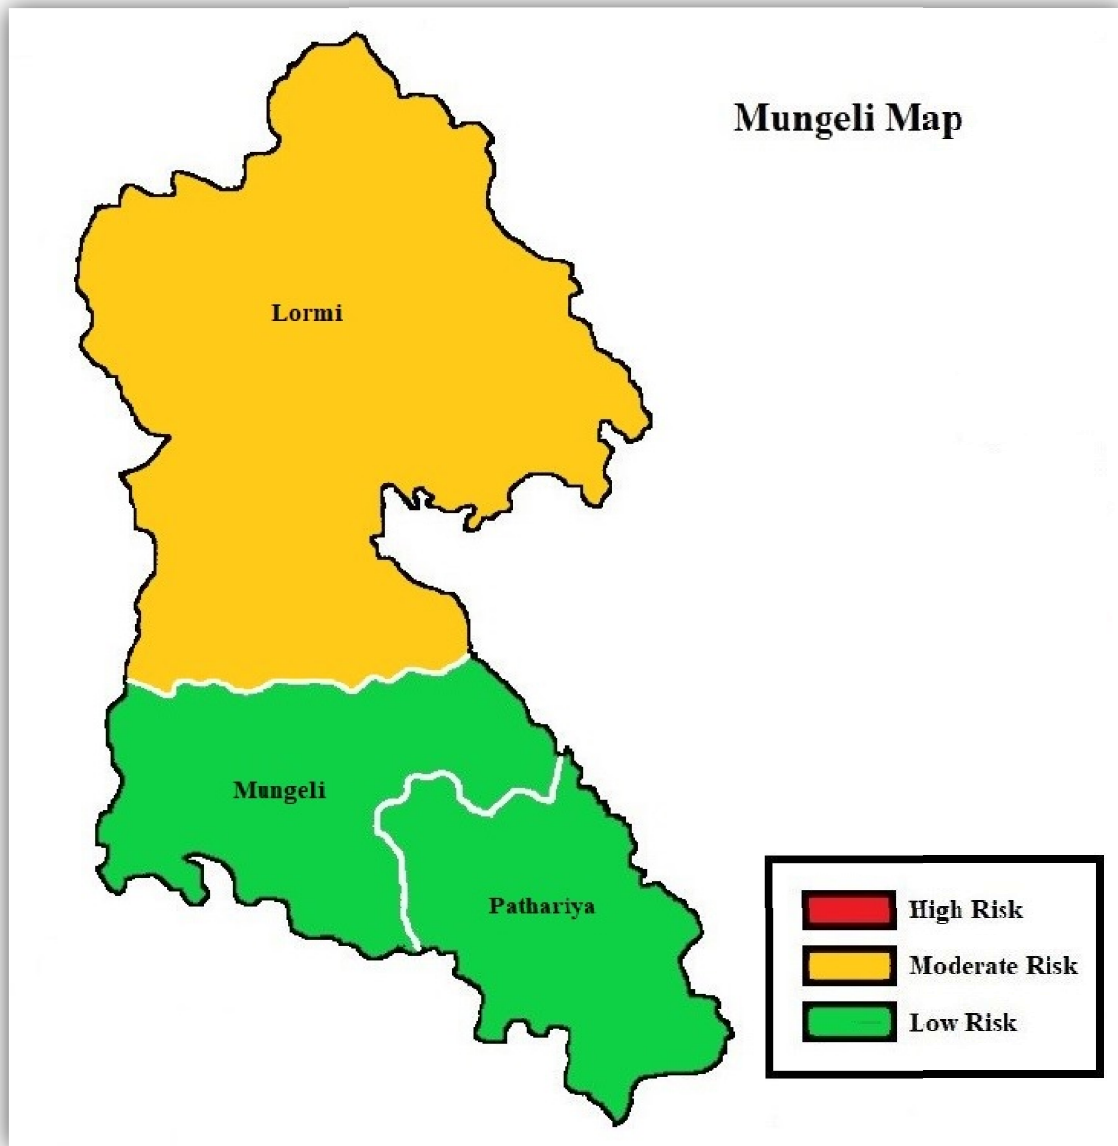 Mungeli Map
Lormi
Mungeli
Pathariya
High Risk
Moderate Risk
Low Risk